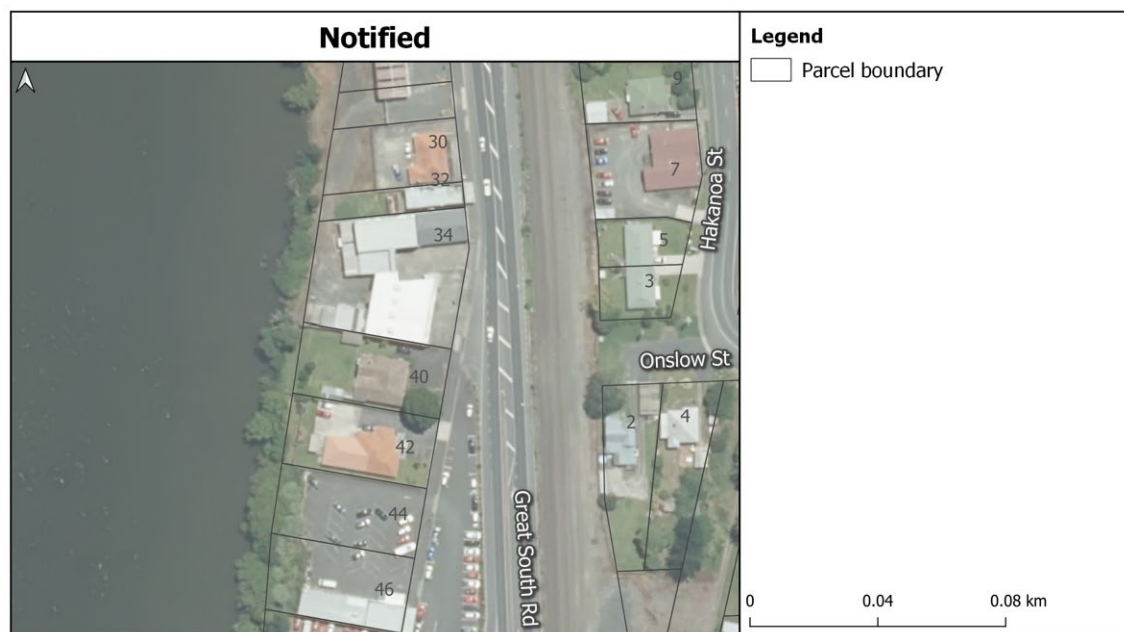 Notified
Legend
Parcel boundary
9
30
7
32
Hakanoa St
34
5
3
Onslow St
40
2
4
42
Great South Rd
44
46
0 0.04 0.08 km